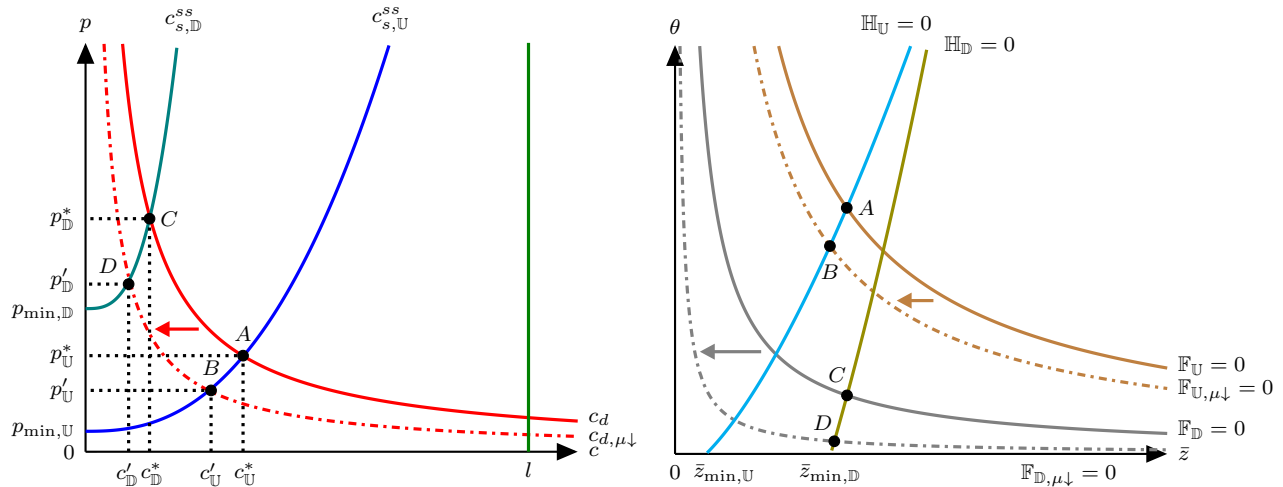 p
c^{ss}_{s,𝔻}
c^{ss}_{s,𝕌}
p^*_𝔻
C
D
p'_𝔻
p_{min,𝔻}
A
p^*_𝕌
B
p'_𝕌
p_{min,𝕌}
c_d
c_{d,μ↓}
0
c
c'_𝔻 c^*_𝔻 c'_𝕌 c^*_𝕌 l
θ
ℍ_𝕌 = 0
ℍ_𝔻 = 0
A
B
𝔽_𝕌 = 0
𝔽_{𝕌,μ↓} = 0
C
D
𝔽_𝔻 = 0
z̄
0 z̄_{min,𝕌} z̄_{min,𝔻} 𝔽_{𝔻,μ↓} = 0